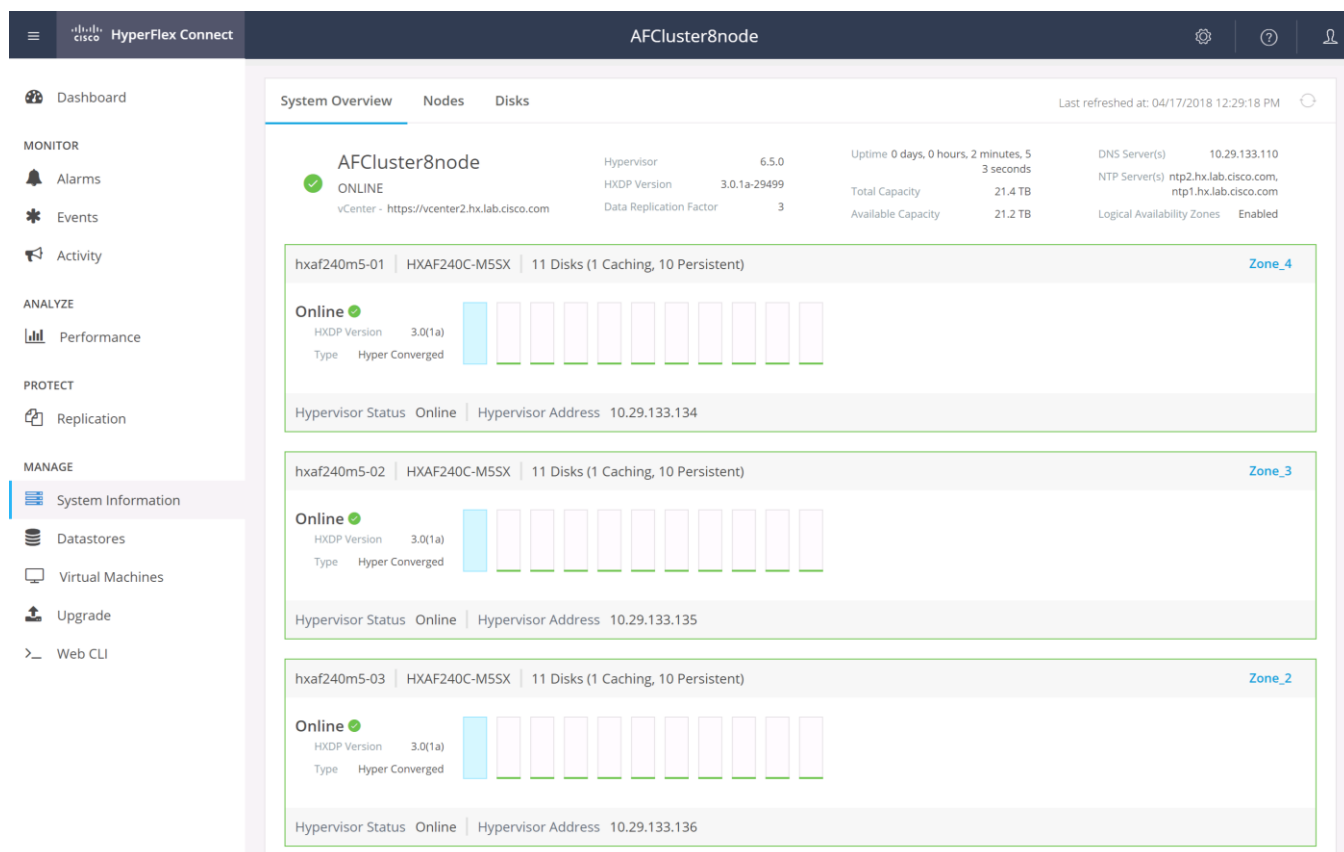 cisco HyperFlex Connect
AFCluster8node
Dashboard
MONITOR
Alarms
Events
Activity
ANALYZE
Performance
PROTECT
Replication
MANAGE
System Information
Datastores
Virtual Machines
Upgrade
Web CLI
System Overview Nodes Disks
Last refreshed at: 04/17/2018 12:29:18 PM
AFCluster8node
ONLINE
vCenter - https://vcenter2.hx.lab.cisco.com
Hypervisor 6.5.0
HXDP Version 3.0.1a-29499
Data Replication Factor 3
Uptime 0 days, 0 hours, 2 minutes, 5
3 seconds
Total Capacity 21.4 TB
Available Capacity 21.2 TB
DNS Server(s) 10.29.133.110
NTP Server(s) ntp2.hx.lab.cisco.com,
ntp1.hx.lab.cisco.com
Logical Availability Zones Enabled
hxaf240m5-01 HXAF240C-M5SX 11 Disks (1 Caching, 10 Persistent) Zone_4
Online
HXDP Version 3.0(1a)
Type Hyper Converged
Hypervisor Status Online Hypervisor Address 10.29.133.134
hxaf240m5-02 HXAF240C-M5SX 11 Disks (1 Caching, 10 Persistent) Zone_3
Online
HXDP Version 3.0(1a)
Type Hyper Converged
Hypervisor Status Online Hypervisor Address 10.29.133.135
hxaf240m5-03 HXAF240C-M5SX 11 Disks (1 Caching, 10 Persistent) Zone_2
Online
HXDP Version 3.0(1a)
Type Hyper Converged
Hypervisor Status Online Hypervisor Address 10.29.133.136